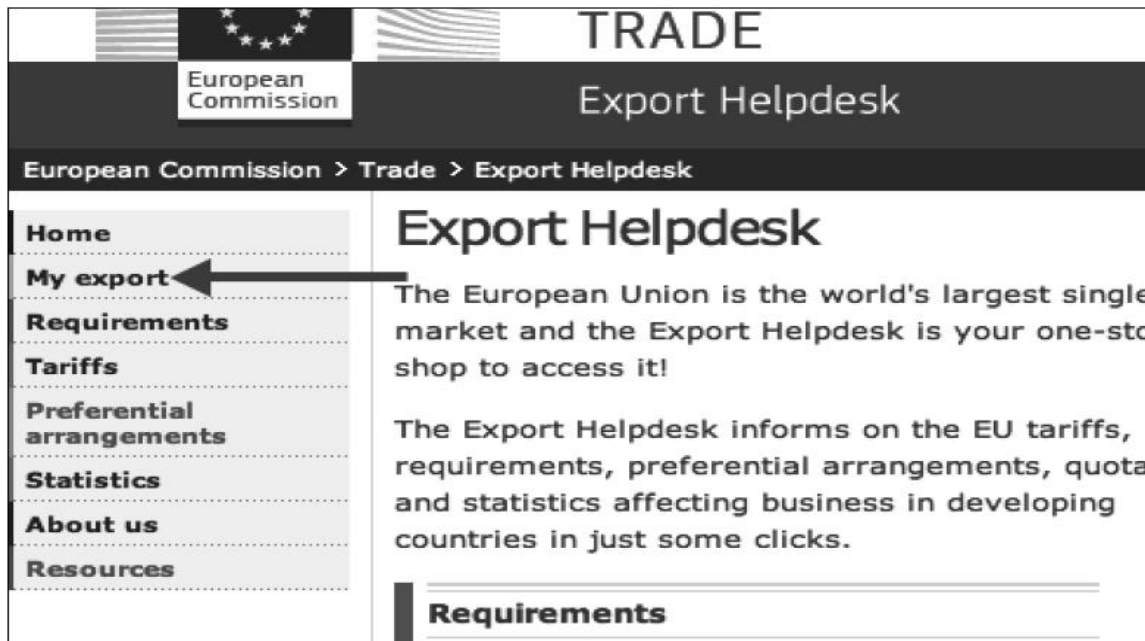 TRADE
European
Commission
Export Helpdesk
European Commission > Trade > Export Helpdesk
Home
My export
Requirements
Tariffs
Preferential
arrangements
Statistics
About us
Resources
Export Helpdesk
The European Union is the world's largest single
market and the Export Helpdesk is your one-sto
shop to access it!
The Export Helpdesk informs on the EU tariffs,
requirements, preferential arrangements, quota
and statistics affecting business in developing
countries in just some clicks.
Requirements